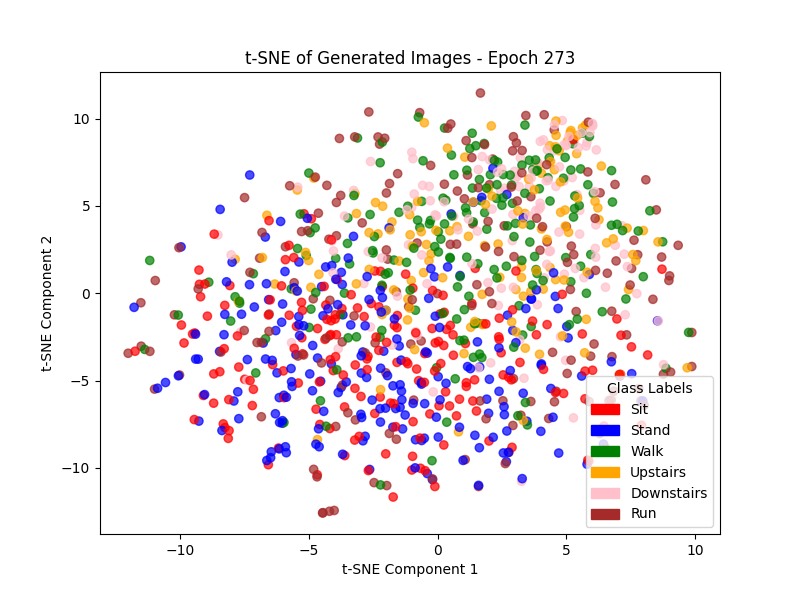 t-SNE of Generated Images - Epoch 273
t-SNE Component 2
10
5
0
−5
−10
Class Labels
Sit
Stand
Walk
Upstairs
Downstairs
Run
−10
−5
0
5
10
t-SNE Component 1